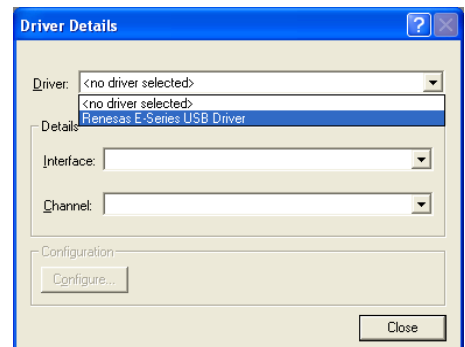 Driver Details
Driver: <no driver selected>
<no driver selected>
Renesas E-Series USB Driver
Details
Interface:
Channel:
Configuration
Configure...
Close